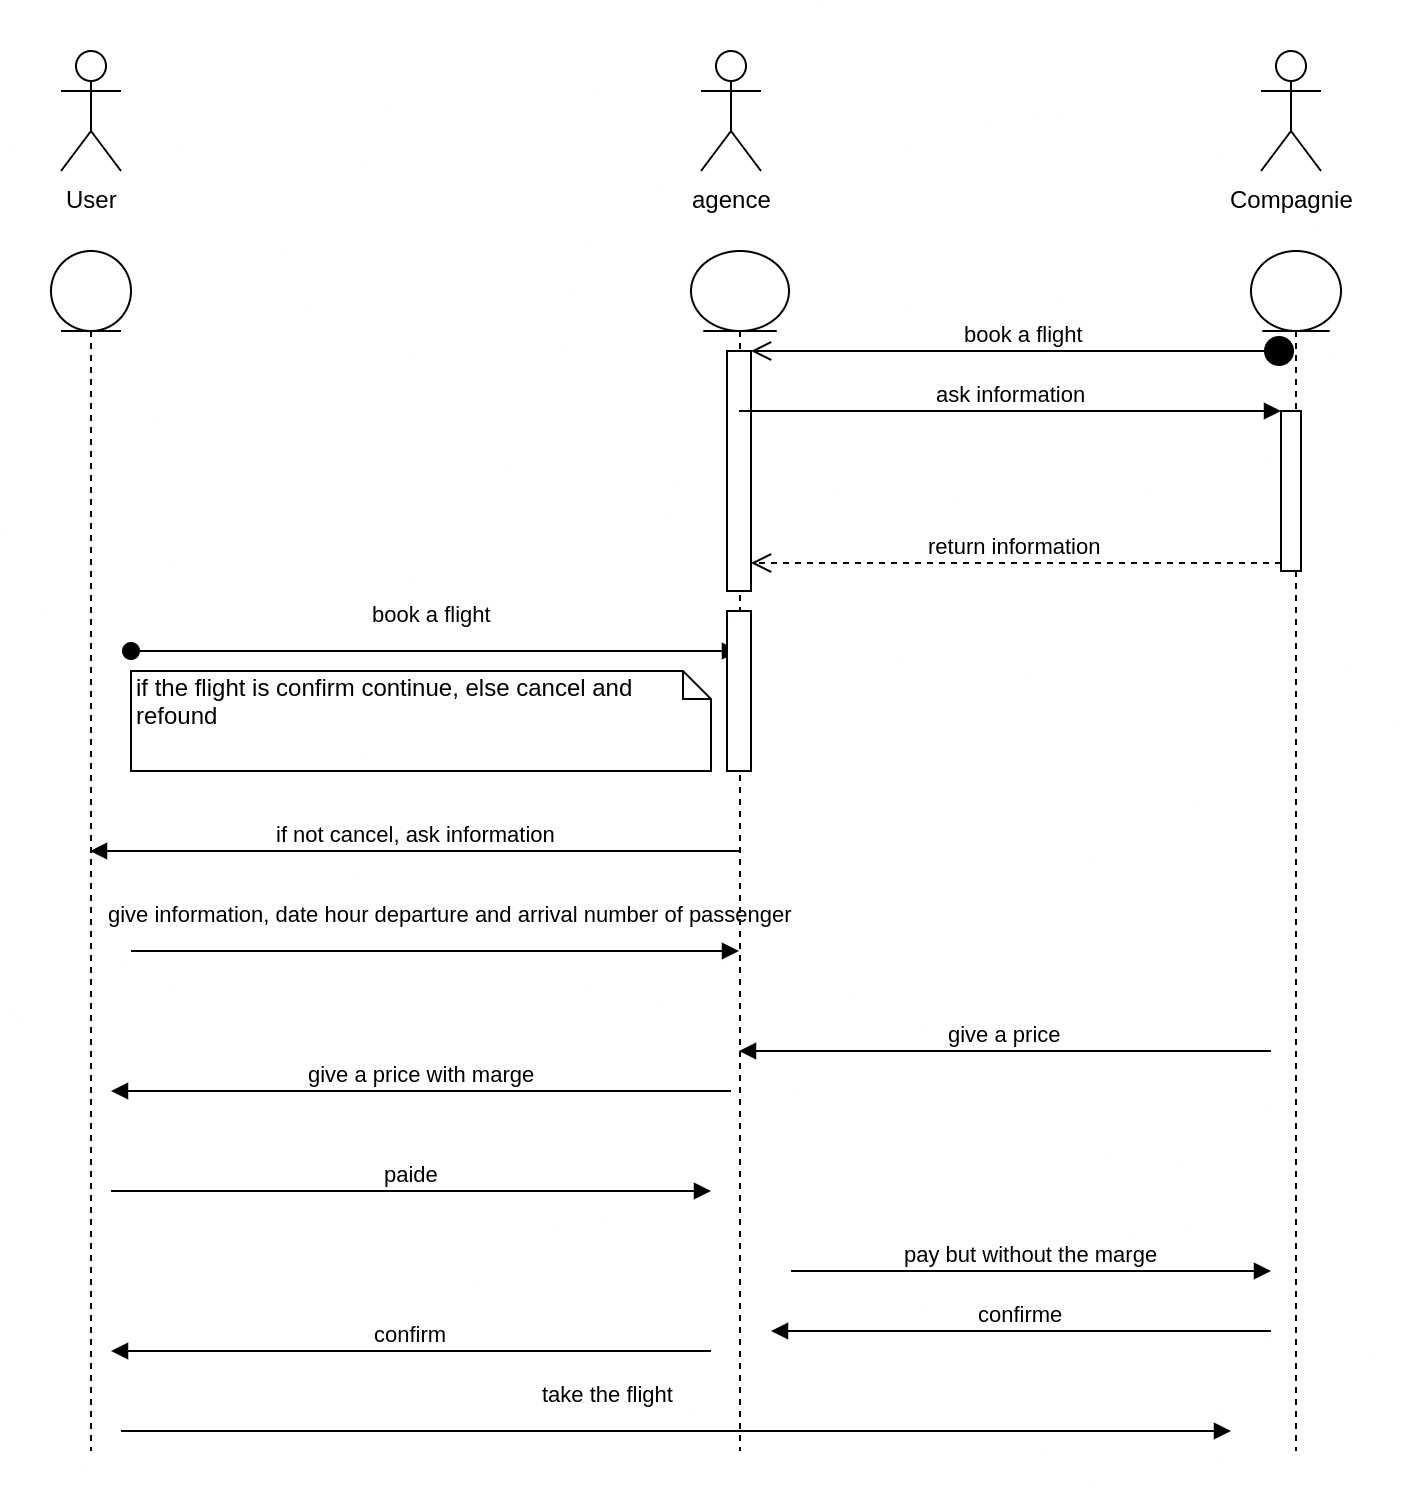 User
agence
Compagnie
book a flight
ask information
return information
book a flight
if the flight is confirm continue, else cancel and
refound
if not cancel, ask information
give information, date hour departure and arrival number of passenger
give a price
give a price with marge
paide
pay but without the marge
confirme
confirm
take the flight